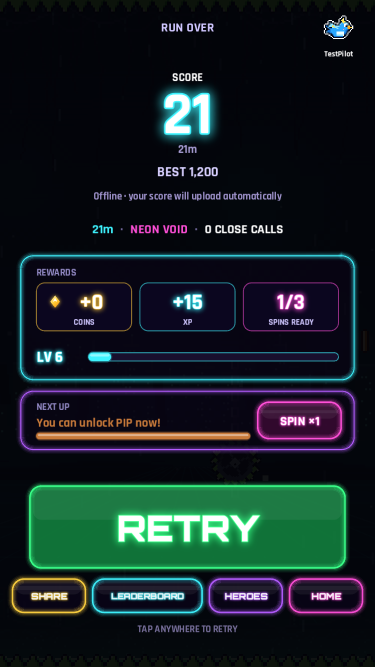 RUN OVER
TestPilot
SCORE
21
21m
BEST 1,200
Offline · your score will upload automatically
21m · NEON VOID · 0 CLOSE CALLS
REWARDS
+0 +15 1/3
COINS XP SPINS READY
LV 6
NEXT UP
You can unlock PIP now!
SPIN ×1
RETRY
SHARE LEADERBOARD HEROES HOME
TAP ANYWHERE TO RETRY